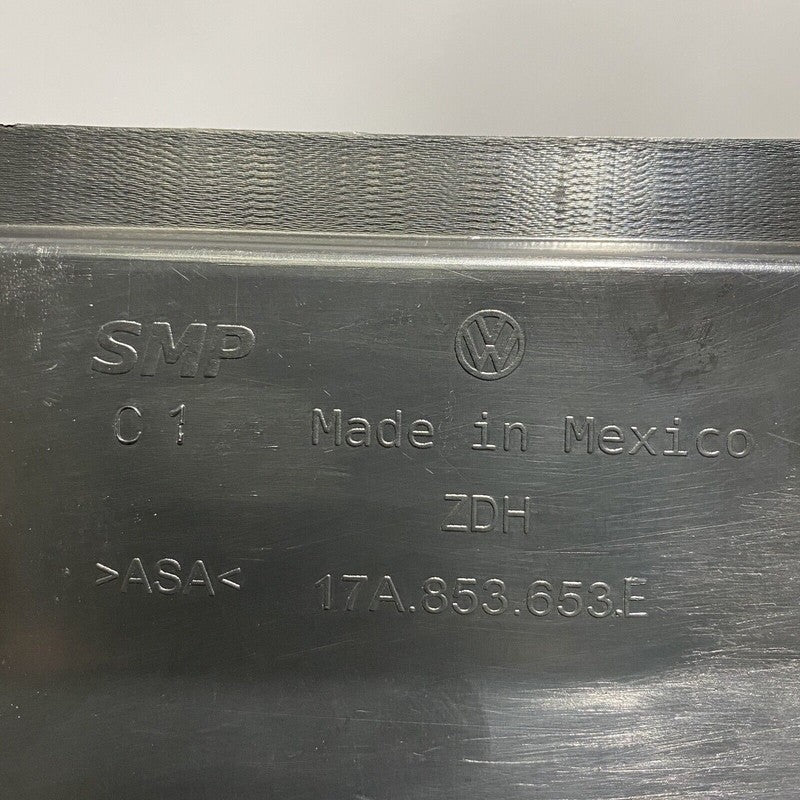 SMP
C 1
Made in Mexico
ZDH
>ASA<
17A.853.653.E